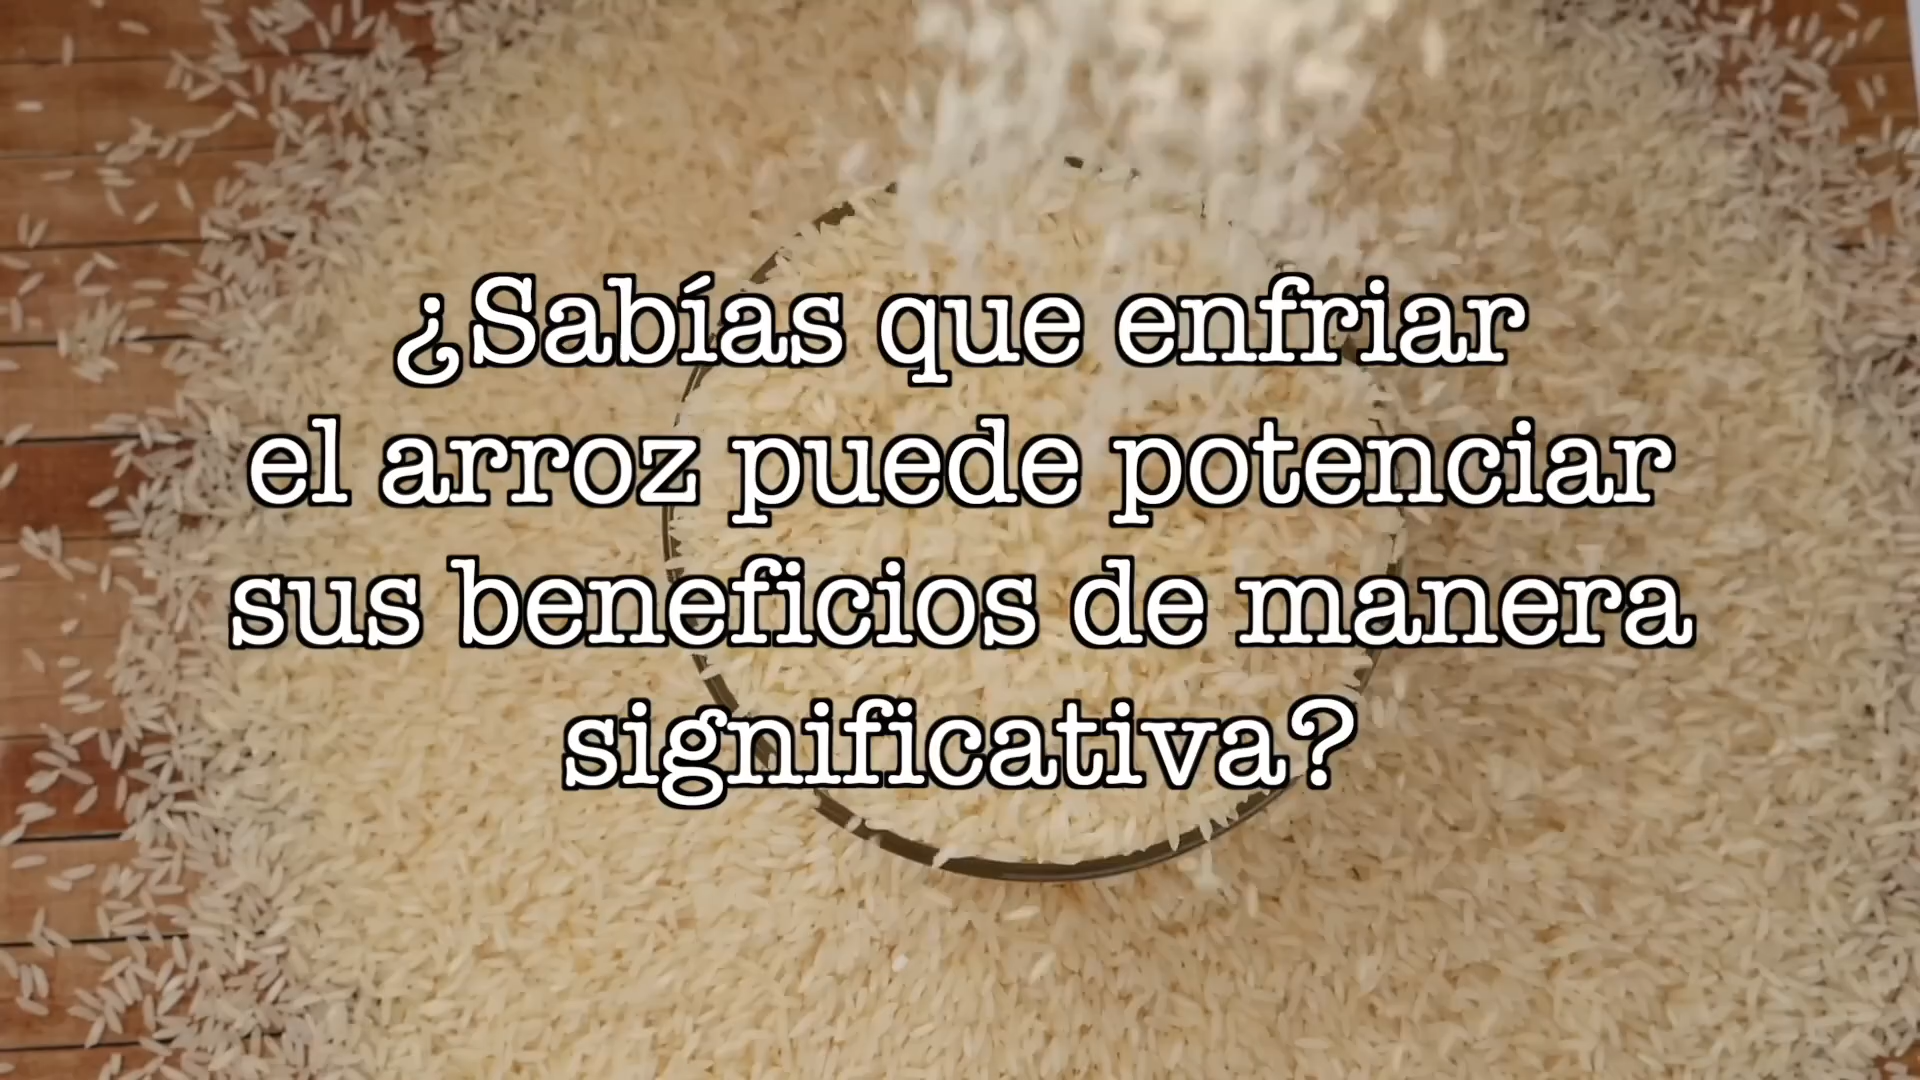 ¿Sabías que enfriar
el arroz puede potenciar
sus beneficios de manera
significativa?